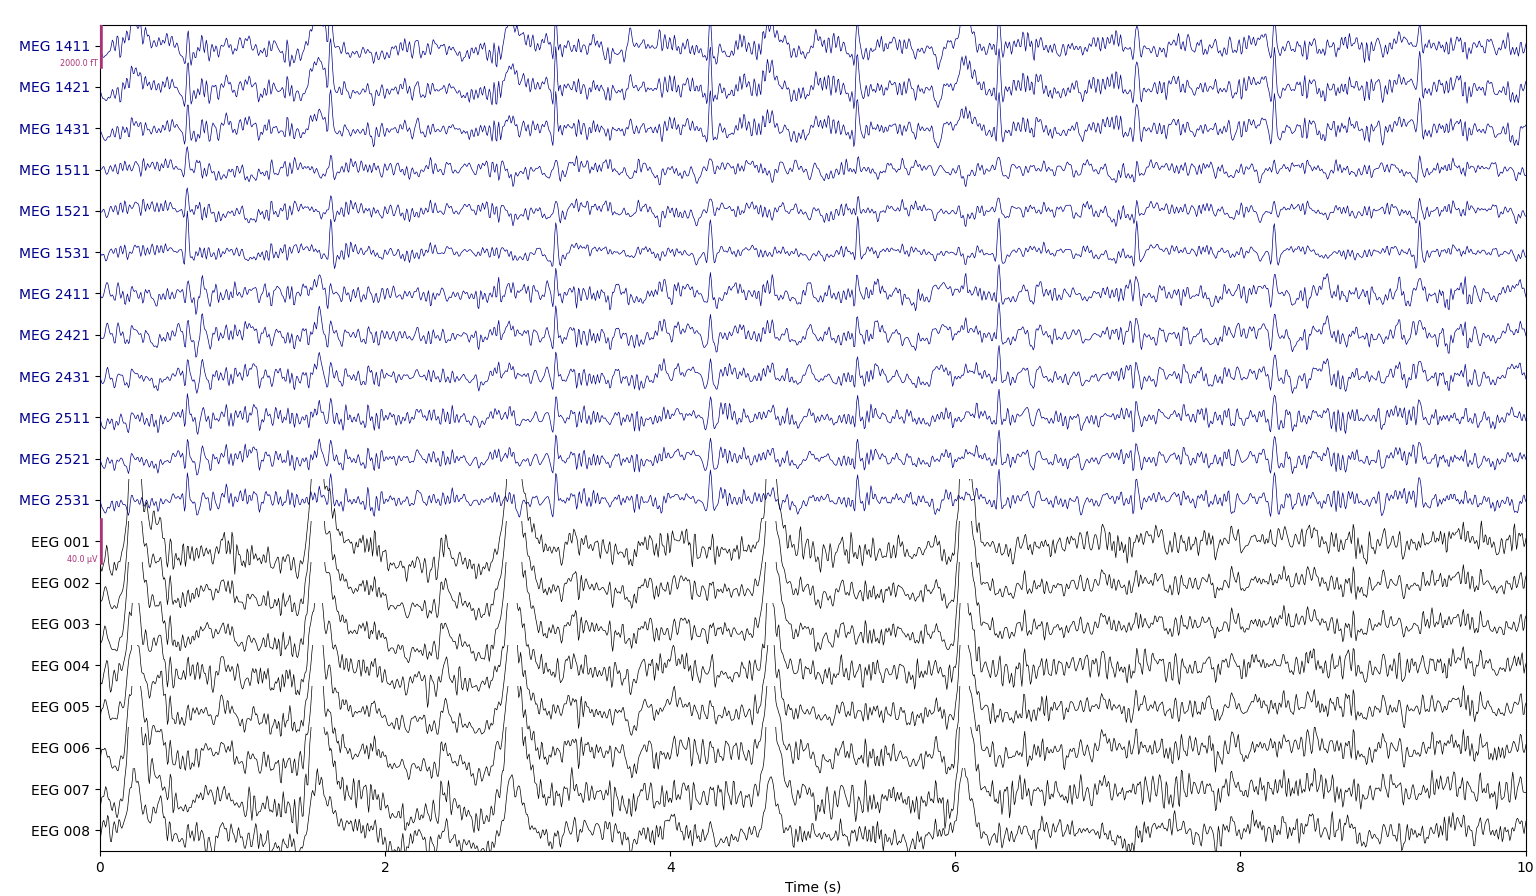 MEG 1411
2000.0 fT
MEG 1421
MEG 1431
MEG 1511
MEG 1521
MEG 1531
MEG 2411
MEG 2421
MEG 2431
MEG 2511
MEG 2521
MEG 2531
EEG 001
40.0 µV
EEG 002
EEG 003
EEG 004
EEG 005
EEG 006
EEG 007
EEG 008
0 2 4 6 8 10
Time (s)